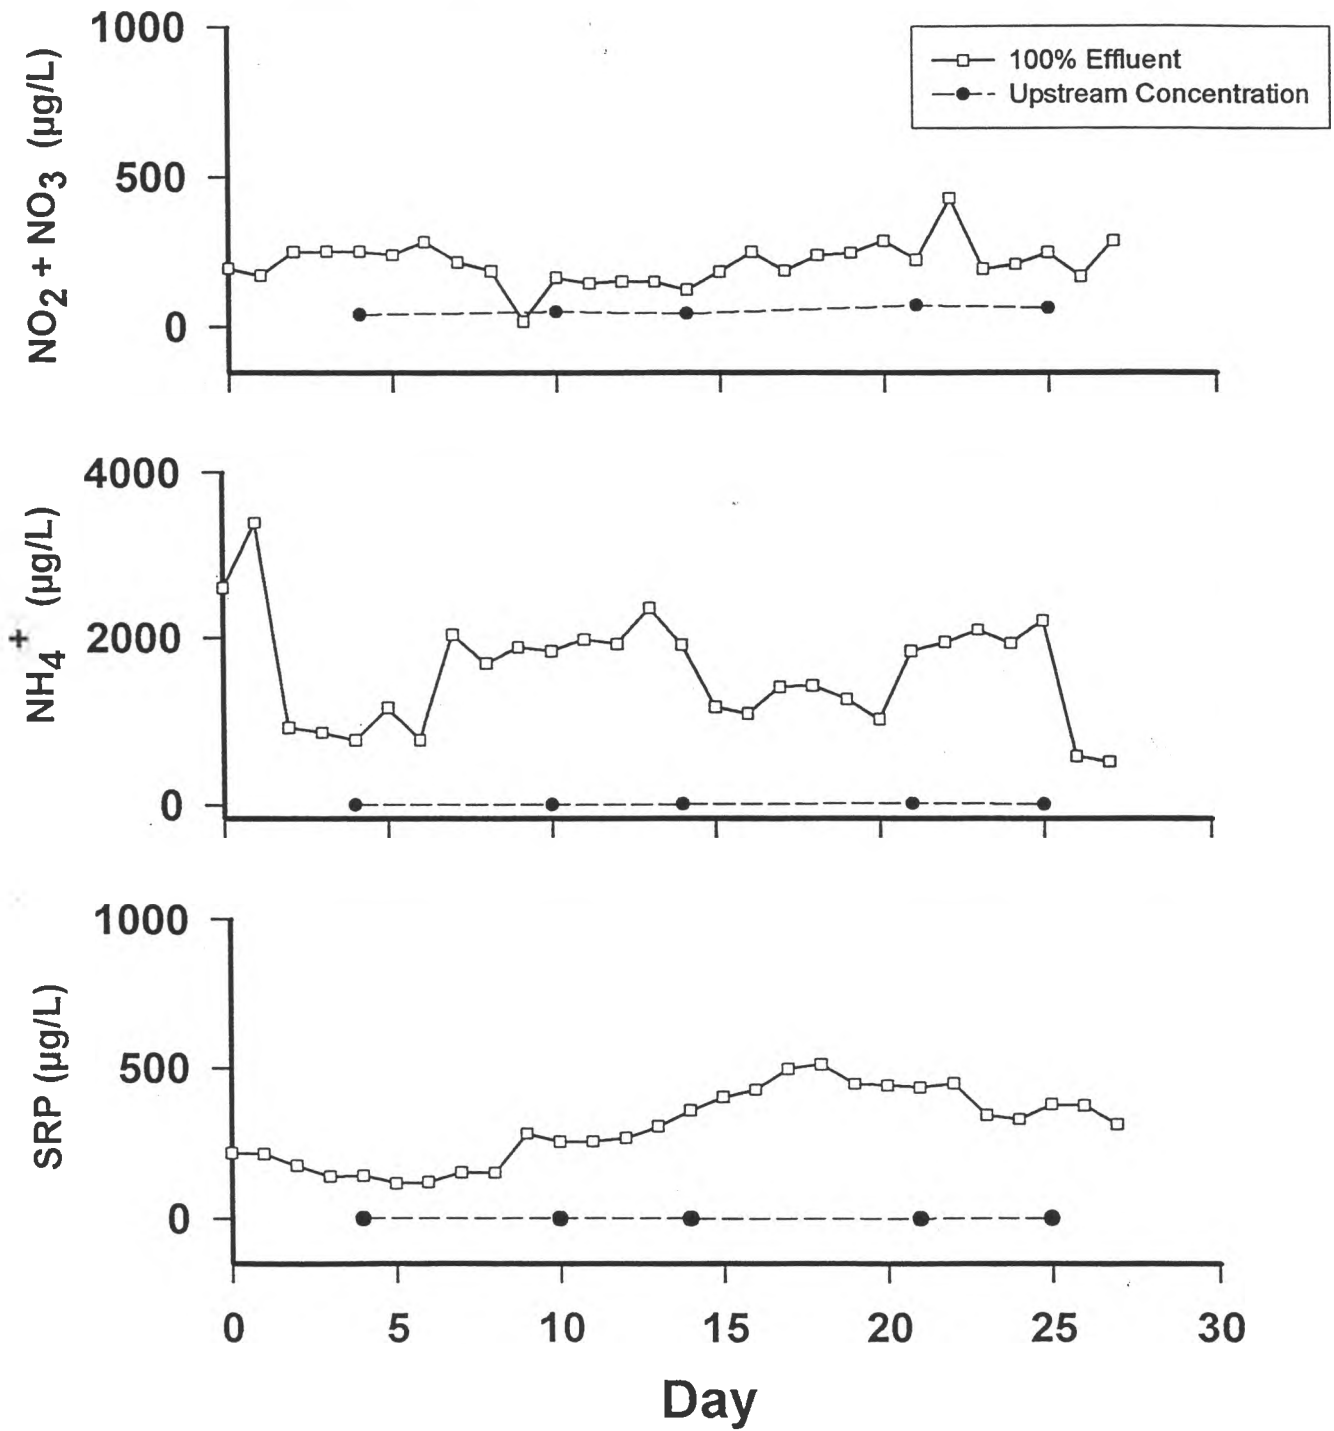 1000
500
0
NO2 + NO3 (µg/L)
100% Effluent
Upstream Concentration
4000
2000
0
NH4+ (µg/L)
1000
500
0
SRP (µg/L)
0 5 10 15 20 25 30
Day